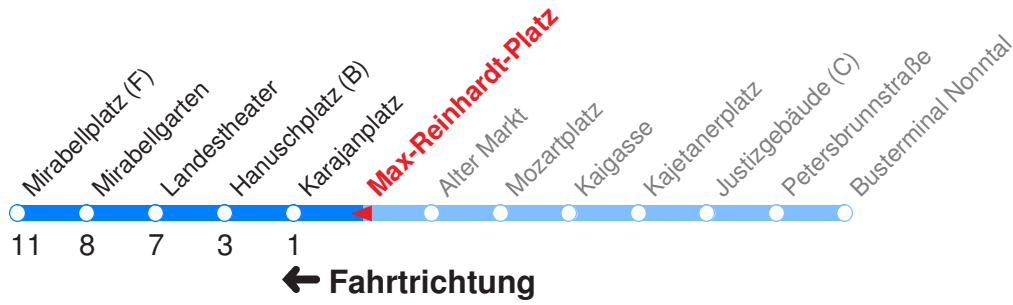 Mirabellplatz (F)
Mirabellgarten
Landestheater
Hanuschplatz (B)
Karajanplatz
Max-Reinhardt-Platz
Alter Markt
Mozartplatz
Kaigasse
Kajetanerplatz
Justizgebäude (C)
Petersbrunnstraße
Busterminal Nonntal
11 8 7 3 1
Fahrtrichtung